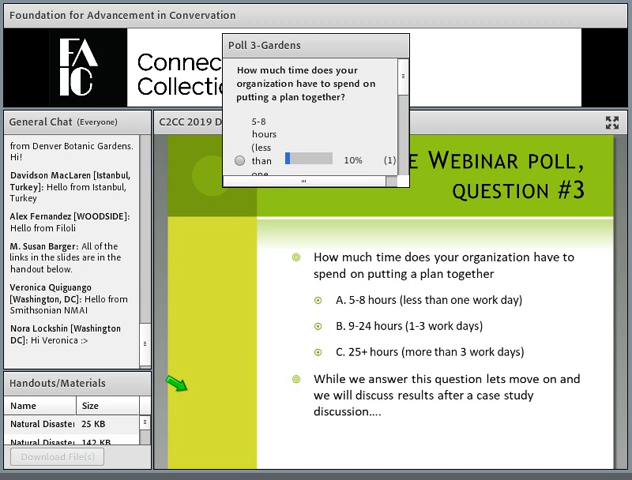 Foundation for Advancement in Convervation
FAIC
Connec
Collectio
Poll 3-Gardens
How much time does your
organization have to spend on
putting a plan together?
5-8
hours
(less
than
one
10% (1)
General Chat (Everyone)
from Denver Botanic Gardens.
Hi!
Davidson MacLaren [Istanbul,
Turkey]: Hello from Istanbul,
Turkey
Alex Fernandez [WOODSIDE]:
Hello from Filoli
M. Susan Barger: All of the
links in the slides are in the
handout below.
Veronica Quiguango
[Washington, DC]: Hello from
Smithsonian NMAI
Nora Lockshin [Washington
DC]: Hi Veronica :>
Handouts/Materials
Name Size
Natural Disaster 25 KB
Natural Disaster 142 KB
Download File(s)
C2CC 2019 D
E WEBINAR POLL,
QUESTION #3
How much time does your organization have to
spend on putting a plan together
A. 5-8 hours (less than one work day)
B. 9-24 hours (1-3 work days)
C. 25+ hours (more than 3 work days)
While we answer this question lets move on and
we will discuss results after a case study
discussion....